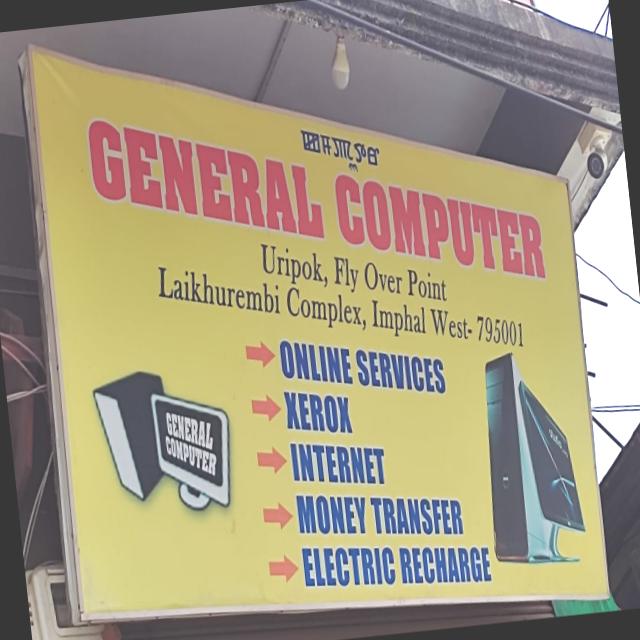 GENERAL COMPUTER
Uripok, Fly Over Point
Laikhurembi Complex, Imphal West- 795001
ONLINE SERVICES
XEROX
INTERNET
MONEY TRANSFER
ELECTRIC RECHARGE
GENERAL
COMPUTER